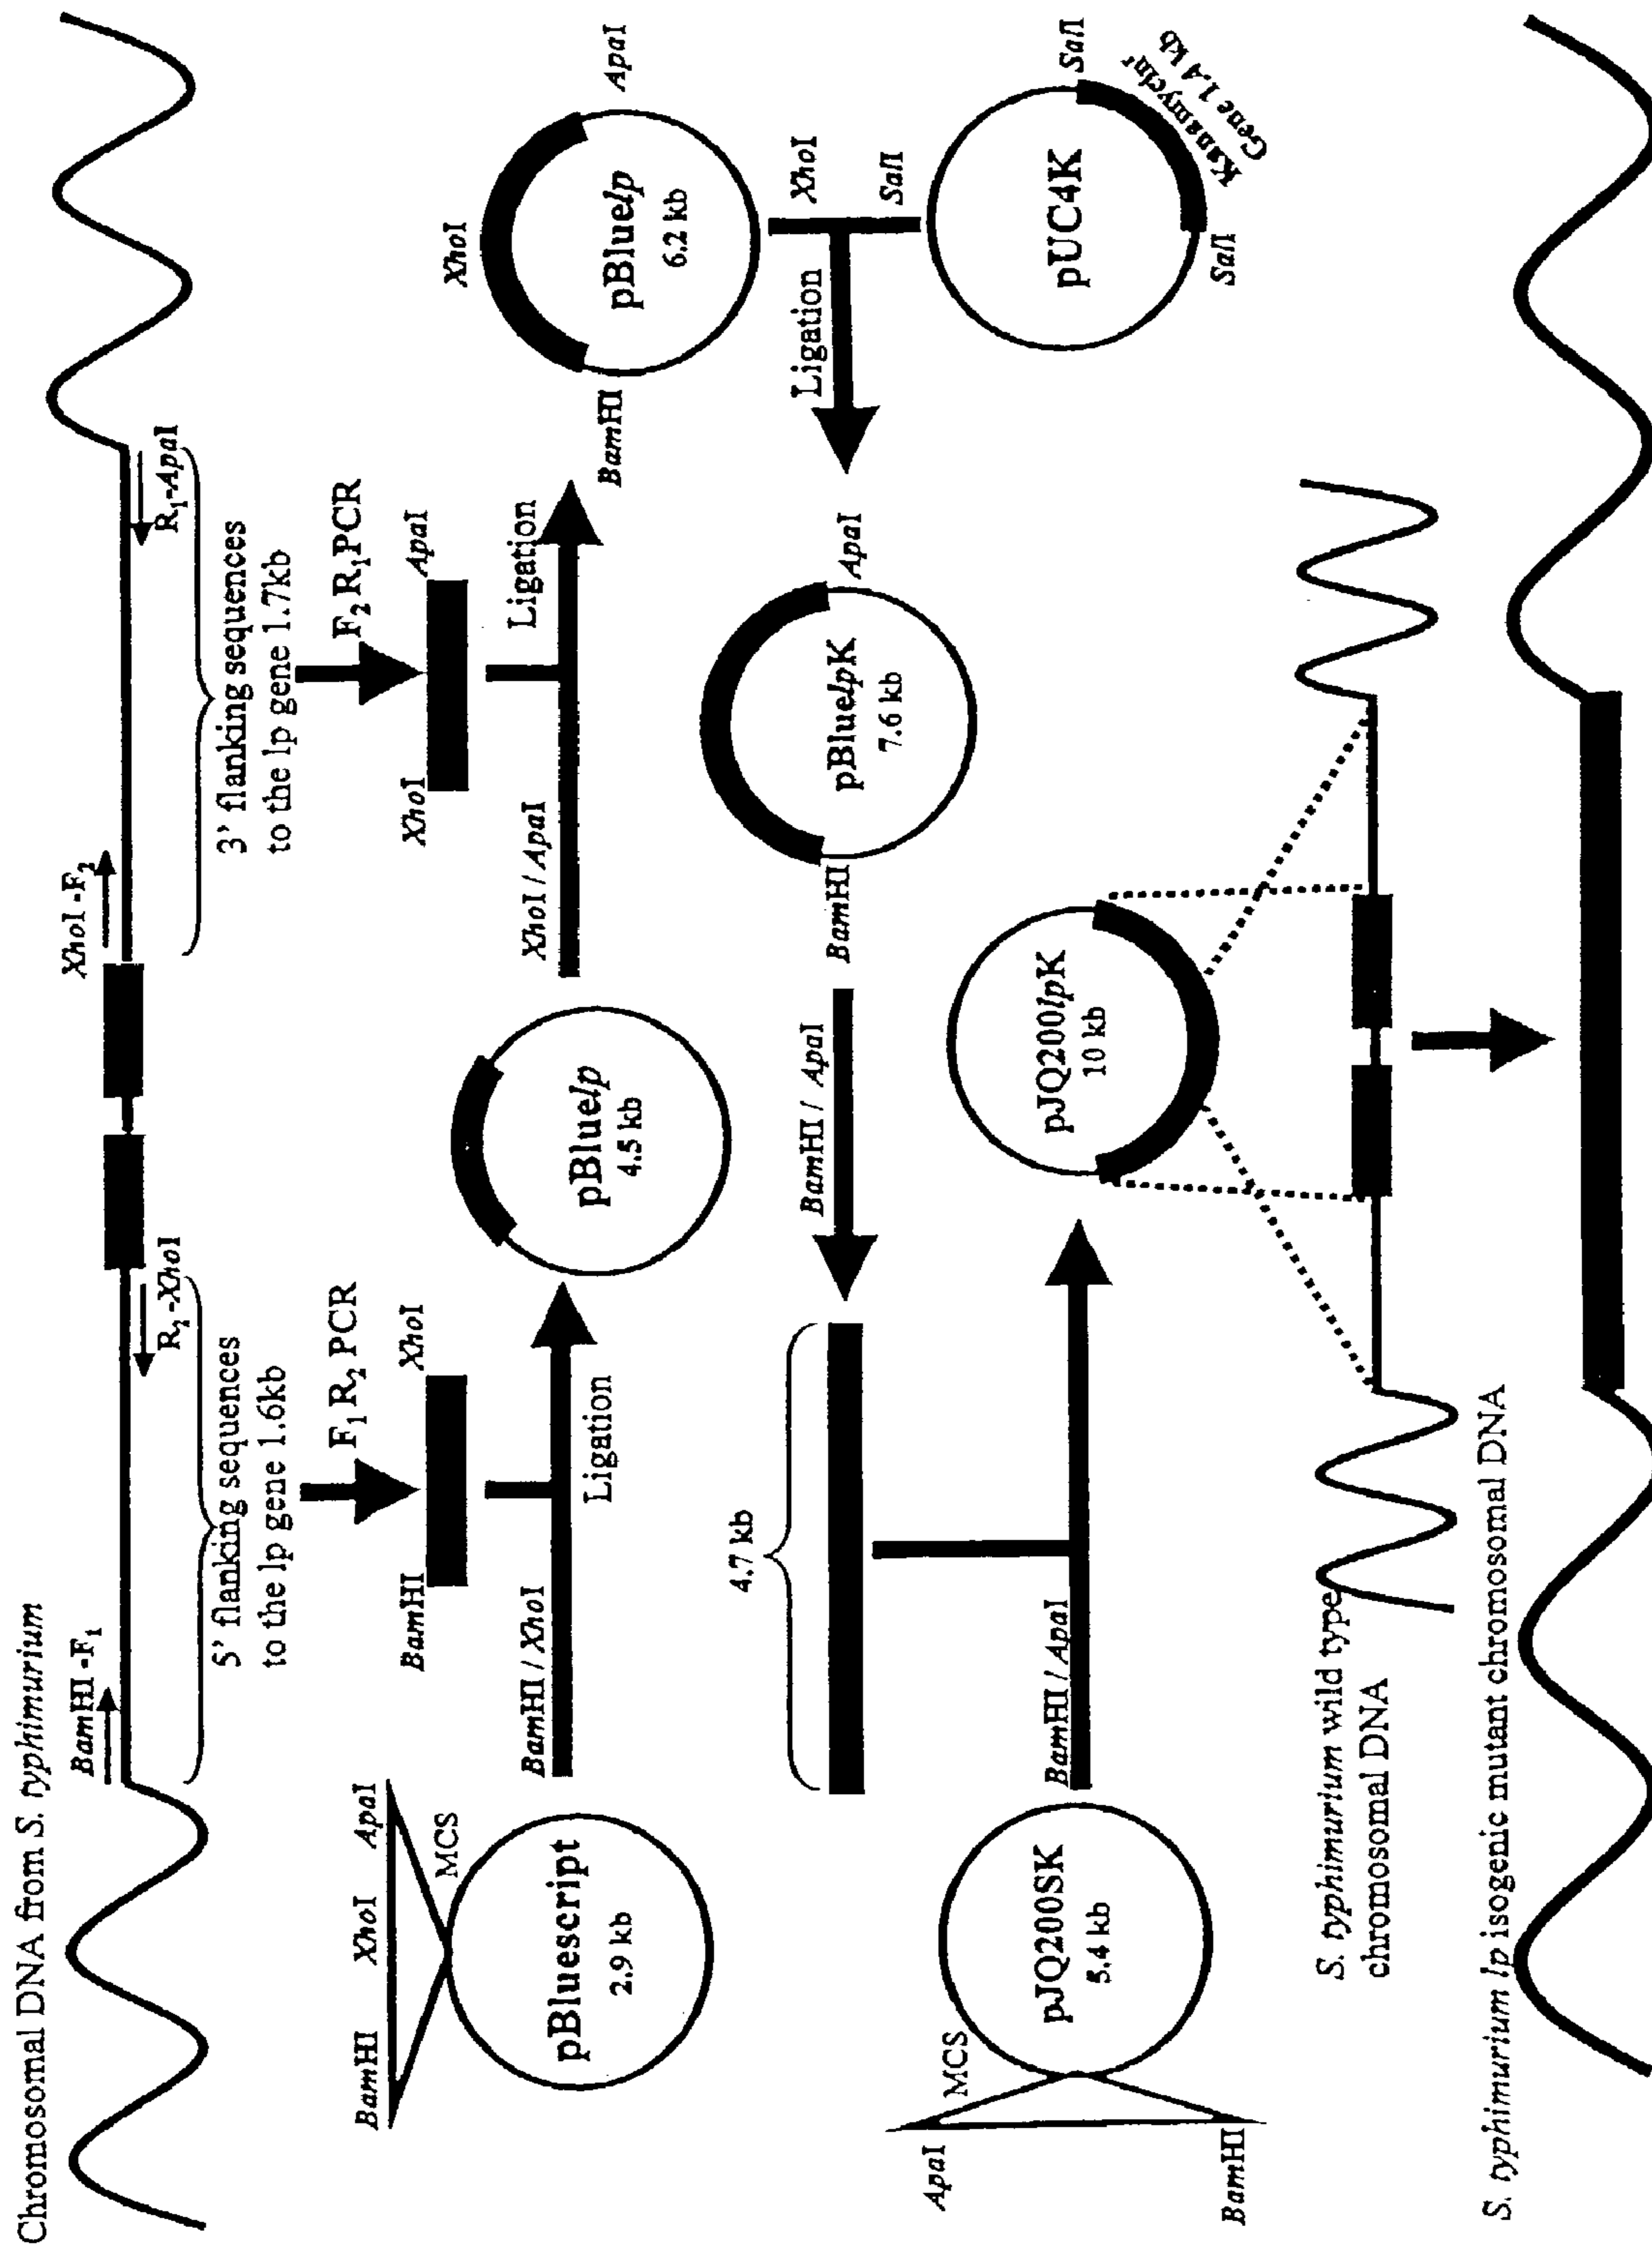 Chromosomal DNA from S. typhimurium
BamHI -F1
R2 -XhoI
XhoI -F2
R1-ApaI
5' flanking sequences
to the lp gene 1.6kb
3' flanking sequences
to the lp gene 1.7kb
F1 R2 PCR
F2 R1PCR
BamHI XhoI ApaI
MCS
pBluescript
2.9 kb
BamHI XhoI
BamHI / XhoI
Ligation
pBluelp
4.5 kb
XhoI ApaI
XhoI / ApaI
Ligation
XhoI
BamHI
ApaI
pBluelp
6.2 kb
XhoI
SalI
Ligation
pUC4K
SalI
SalI
Kanamycinr
Gene 1.4 kb
pBluelpK
7.6 kb
BamHI
ApaI
BamHI / ApaI
4.7 kb
MCS
ApaI
BamHI
pJQ200SK
5.4 kb
BamHI / ApaI
pJQ200lpK
10 kb
S. typhimurium wild type
chromosomal DNA
S. typhimurium lp isogenic mutant chromosomal DNA